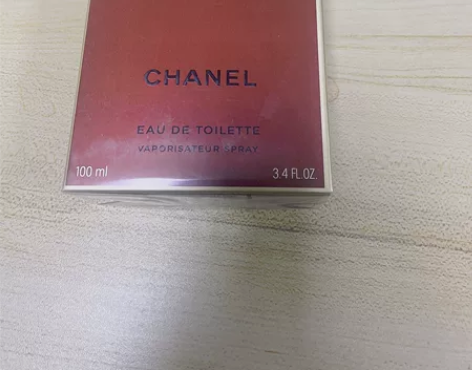 CHANEL
EAU DE TOILETTE
VAPORISATEUR SPRAY
100 ml 3.4 FL.OZ.